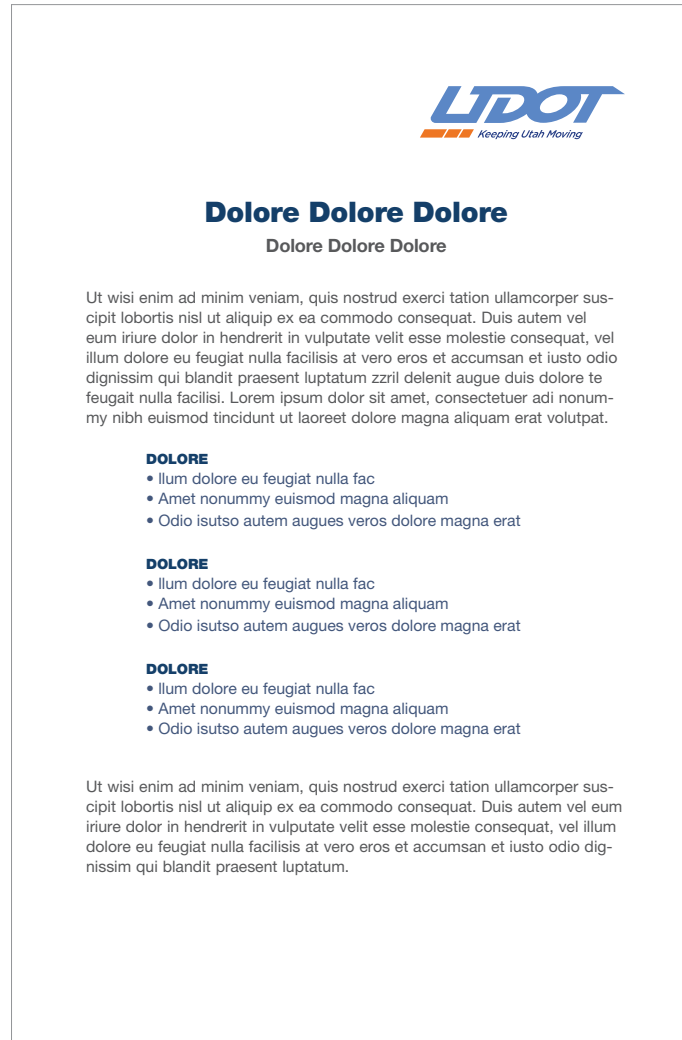 UDOT
Keeping Utah Moving
Dolore Dolore Dolore
Dolore Dolore Dolore
Ut wisi enim ad minim veniam, quis nostrud exerci tation ullamcorper sus-
cipit lobortis nisl ut aliquip ex ea commodo consequat. Duis autem vel
eum iriure dolor in hendrerit in vulputate velit esse molestie consequat, vel
illum dolore eu feugiat nulla facilisis at vero eros et accumsan et iusto odio
dignissim qui blandit praesent luptatum zzril delenit augue duis dolore te
feugait nulla facilisi. Lorem ipsum dolor sit amet, consectetuer adi nonum-
my nibh euismod tincidunt ut laoreet dolore magna aliquam erat volutpat.
DOLORE
• Ilum dolore eu feugiat nulla fac
• Amet nonummy euismod magna aliquam
• Odio isutso autem augues veros dolore magna erat
DOLORE
• Ilum dolore eu feugiat nulla fac
• Amet nonummy euismod magna aliquam
• Odio isutso autem augues veros dolore magna erat
DOLORE
• Ilum dolore eu feugiat nulla fac
• Amet nonummy euismod magna aliquam
• Odio isutso autem augues veros dolore magna erat
Ut wisi enim ad minim veniam, quis nostrud exerci tation ullamcorper sus-
cipit lobortis nisl ut aliquip ex ea commodo consequat. Duis autem vel eum
iriure dolor in hendrerit in vulputate velit esse molestie consequat, vel illum
dolore eu feugiat nulla facilisis at vero eros et accumsan et iusto odio dig-
nissim qui blandit praesent luptatum.